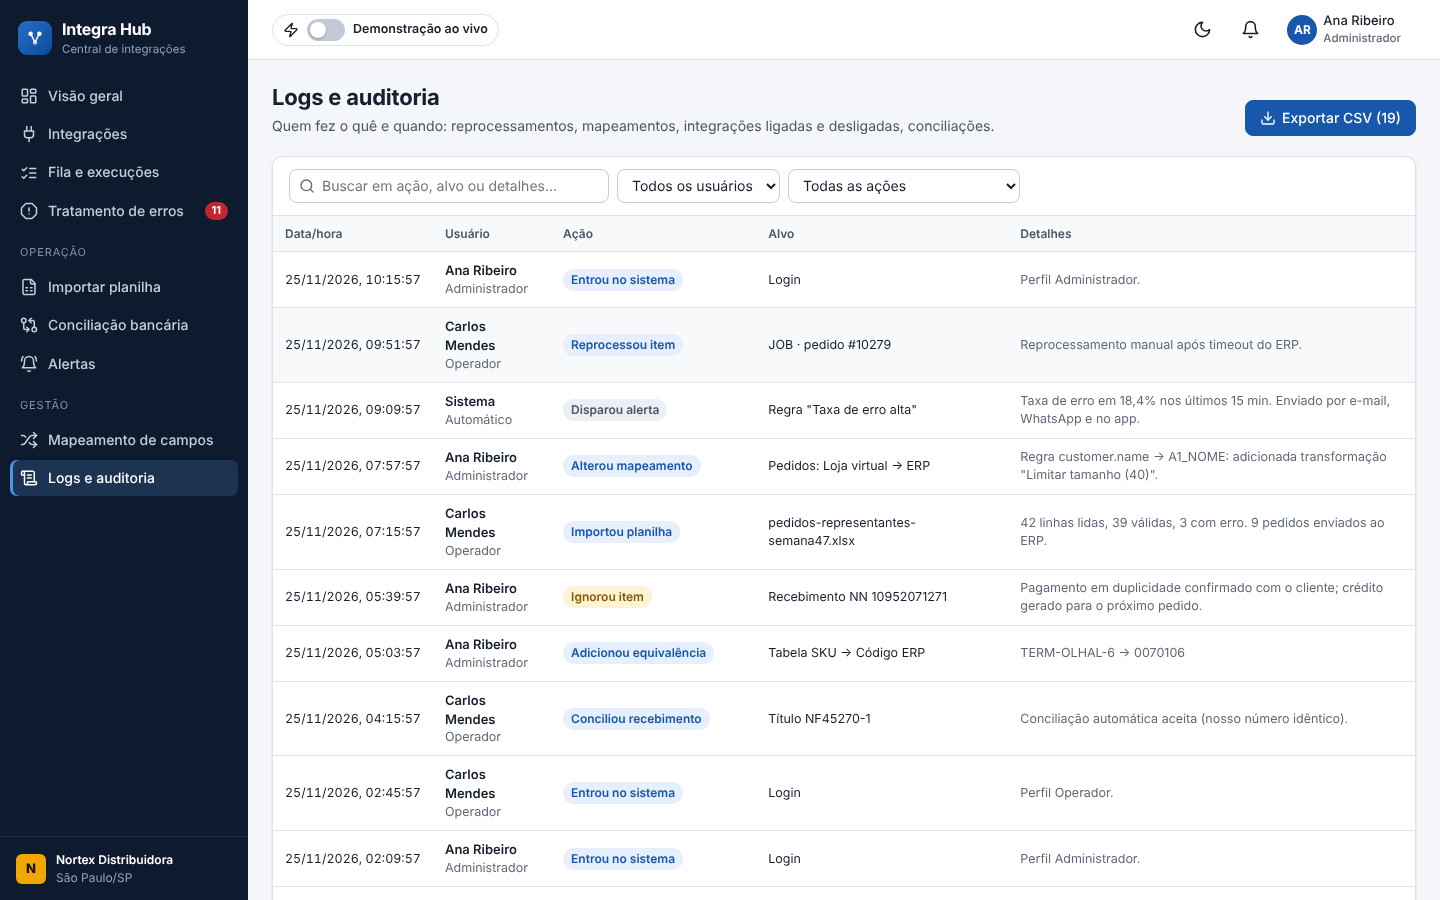 Integra Hub
Central de integrações
Visão geral
Integrações
Fila e execuções
Tratamento de erros 11
OPERAÇÃO
Importar planilha
Conciliação bancária
Alertas
GESTÃO
Mapeamento de campos
Logs e auditoria
N
Nortex Distribuidora
São Paulo/SP
Demonstração ao vivo
AR
Ana Ribeiro
Administrador
Logs e auditoria
Quem fez o quê e quando: reprocessamentos, mapeamentos, integrações ligadas e desligadas, conciliações.
Exportar CSV (19)
Buscar em ação, alvo ou detalhes...
Todos os usuários
Todas as ações
Data/hora Usuário Ação Alvo Detalhes
25/11/2026, 10:15:57
Ana Ribeiro
Administrador
Entrou no sistema
Login
Perfil Administrador.
25/11/2026, 09:51:57
Carlos
Mendes
Operador
Reprocessou item
JOB · pedido #10279
Reprocessamento manual após timeout do ERP.
25/11/2026, 09:09:57
Sistema
Automático
Disparou alerta
Regra "Taxa de erro alta"
Taxa de erro em 18,4% nos últimos 15 min. Enviado por e-mail,
WhatsApp e no app.
25/11/2026, 07:57:57
Ana Ribeiro
Administrador
Alterou mapeamento
Pedidos: Loja virtual → ERP
Regra customer.name → A1_NOME: adicionada transformação
"Limitar tamanho (40)".
25/11/2026, 07:15:57
Carlos
Mendes
Operador
Importou planilha
pedidos-representantes-
semana47.xlsx
42 linhas lidas, 39 válidas, 3 com erro. 9 pedidos enviados ao
ERP.
25/11/2026, 05:39:57
Ana Ribeiro
Administrador
Ignorou item
Recebimento NN 10952071271
Pagamento em duplicidade confirmado com o cliente; crédito
gerado para o próximo pedido.
25/11/2026, 05:03:57
Ana Ribeiro
Administrador
Adicionou equivalência
Tabela SKU → Código ERP
TERM-OLHAL-6 → 0070106
25/11/2026, 04:15:57
Carlos
Mendes
Operador
Conciliou recebimento
Título NF45270-1
Conciliação automática aceita (nosso número idêntico).
25/11/2026, 02:45:57
Carlos
Mendes
Operador
Entrou no sistema
Login
Perfil Operador.
25/11/2026, 02:09:57
Ana Ribeiro
Administrador
Entrou no sistema
Login
Perfil Administrador.